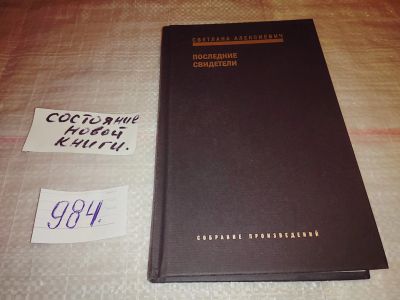 СВЕТЛАНА АЛЕКСИЕВИЧ
ПОСЛЕДНИЕ
СВИДЕТЕЛИ
СОБРАНИЕ ПРОИЗВЕДЕНИЙ
СОСТОЯНИЕ
НОВОЙ
КНИГИ.
984.